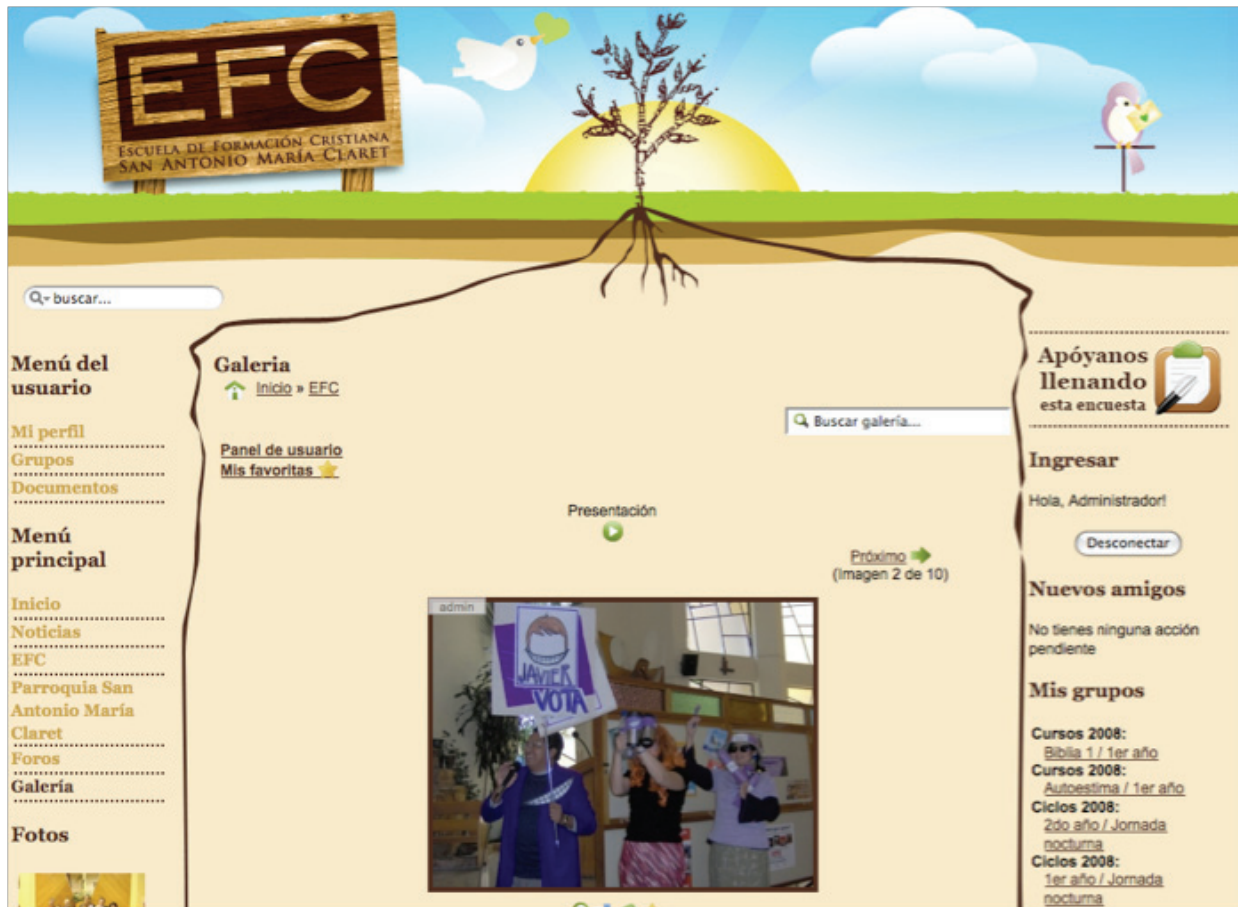 EFC
ESCUELA DE FORMACIÓN CRISTIANA
SAN ANTONIO MARÍA CLARET
buscar...
Menú del
usuario
Mi perfil
Grupos
Documentos
Menú
principal
Inicio
Noticias
EFC
Parroquia San
Antonio María
Claret
Foros
Galería
Fotos
Galeria
Inicio » EFC
Buscar galería...
Panel de usuario
Mis favoritas
Presentación
Próximo
(Imagen 2 de 10)
admin
JAVIER
VOTA
Apóyanos
llenando
esta encuesta
Ingresar
Hola, Administrador!
Desconectar
Nuevos amigos
No tienes ninguna acción
pendiente
Mis grupos
Cursos 2008:
Biblia 1 / 1er año
Cursos 2008:
Autoestima / 1er año
Ciclos 2008:
2do año / Jornada
nocturna
Ciclos 2008:
1er año / Jornada
nocturna